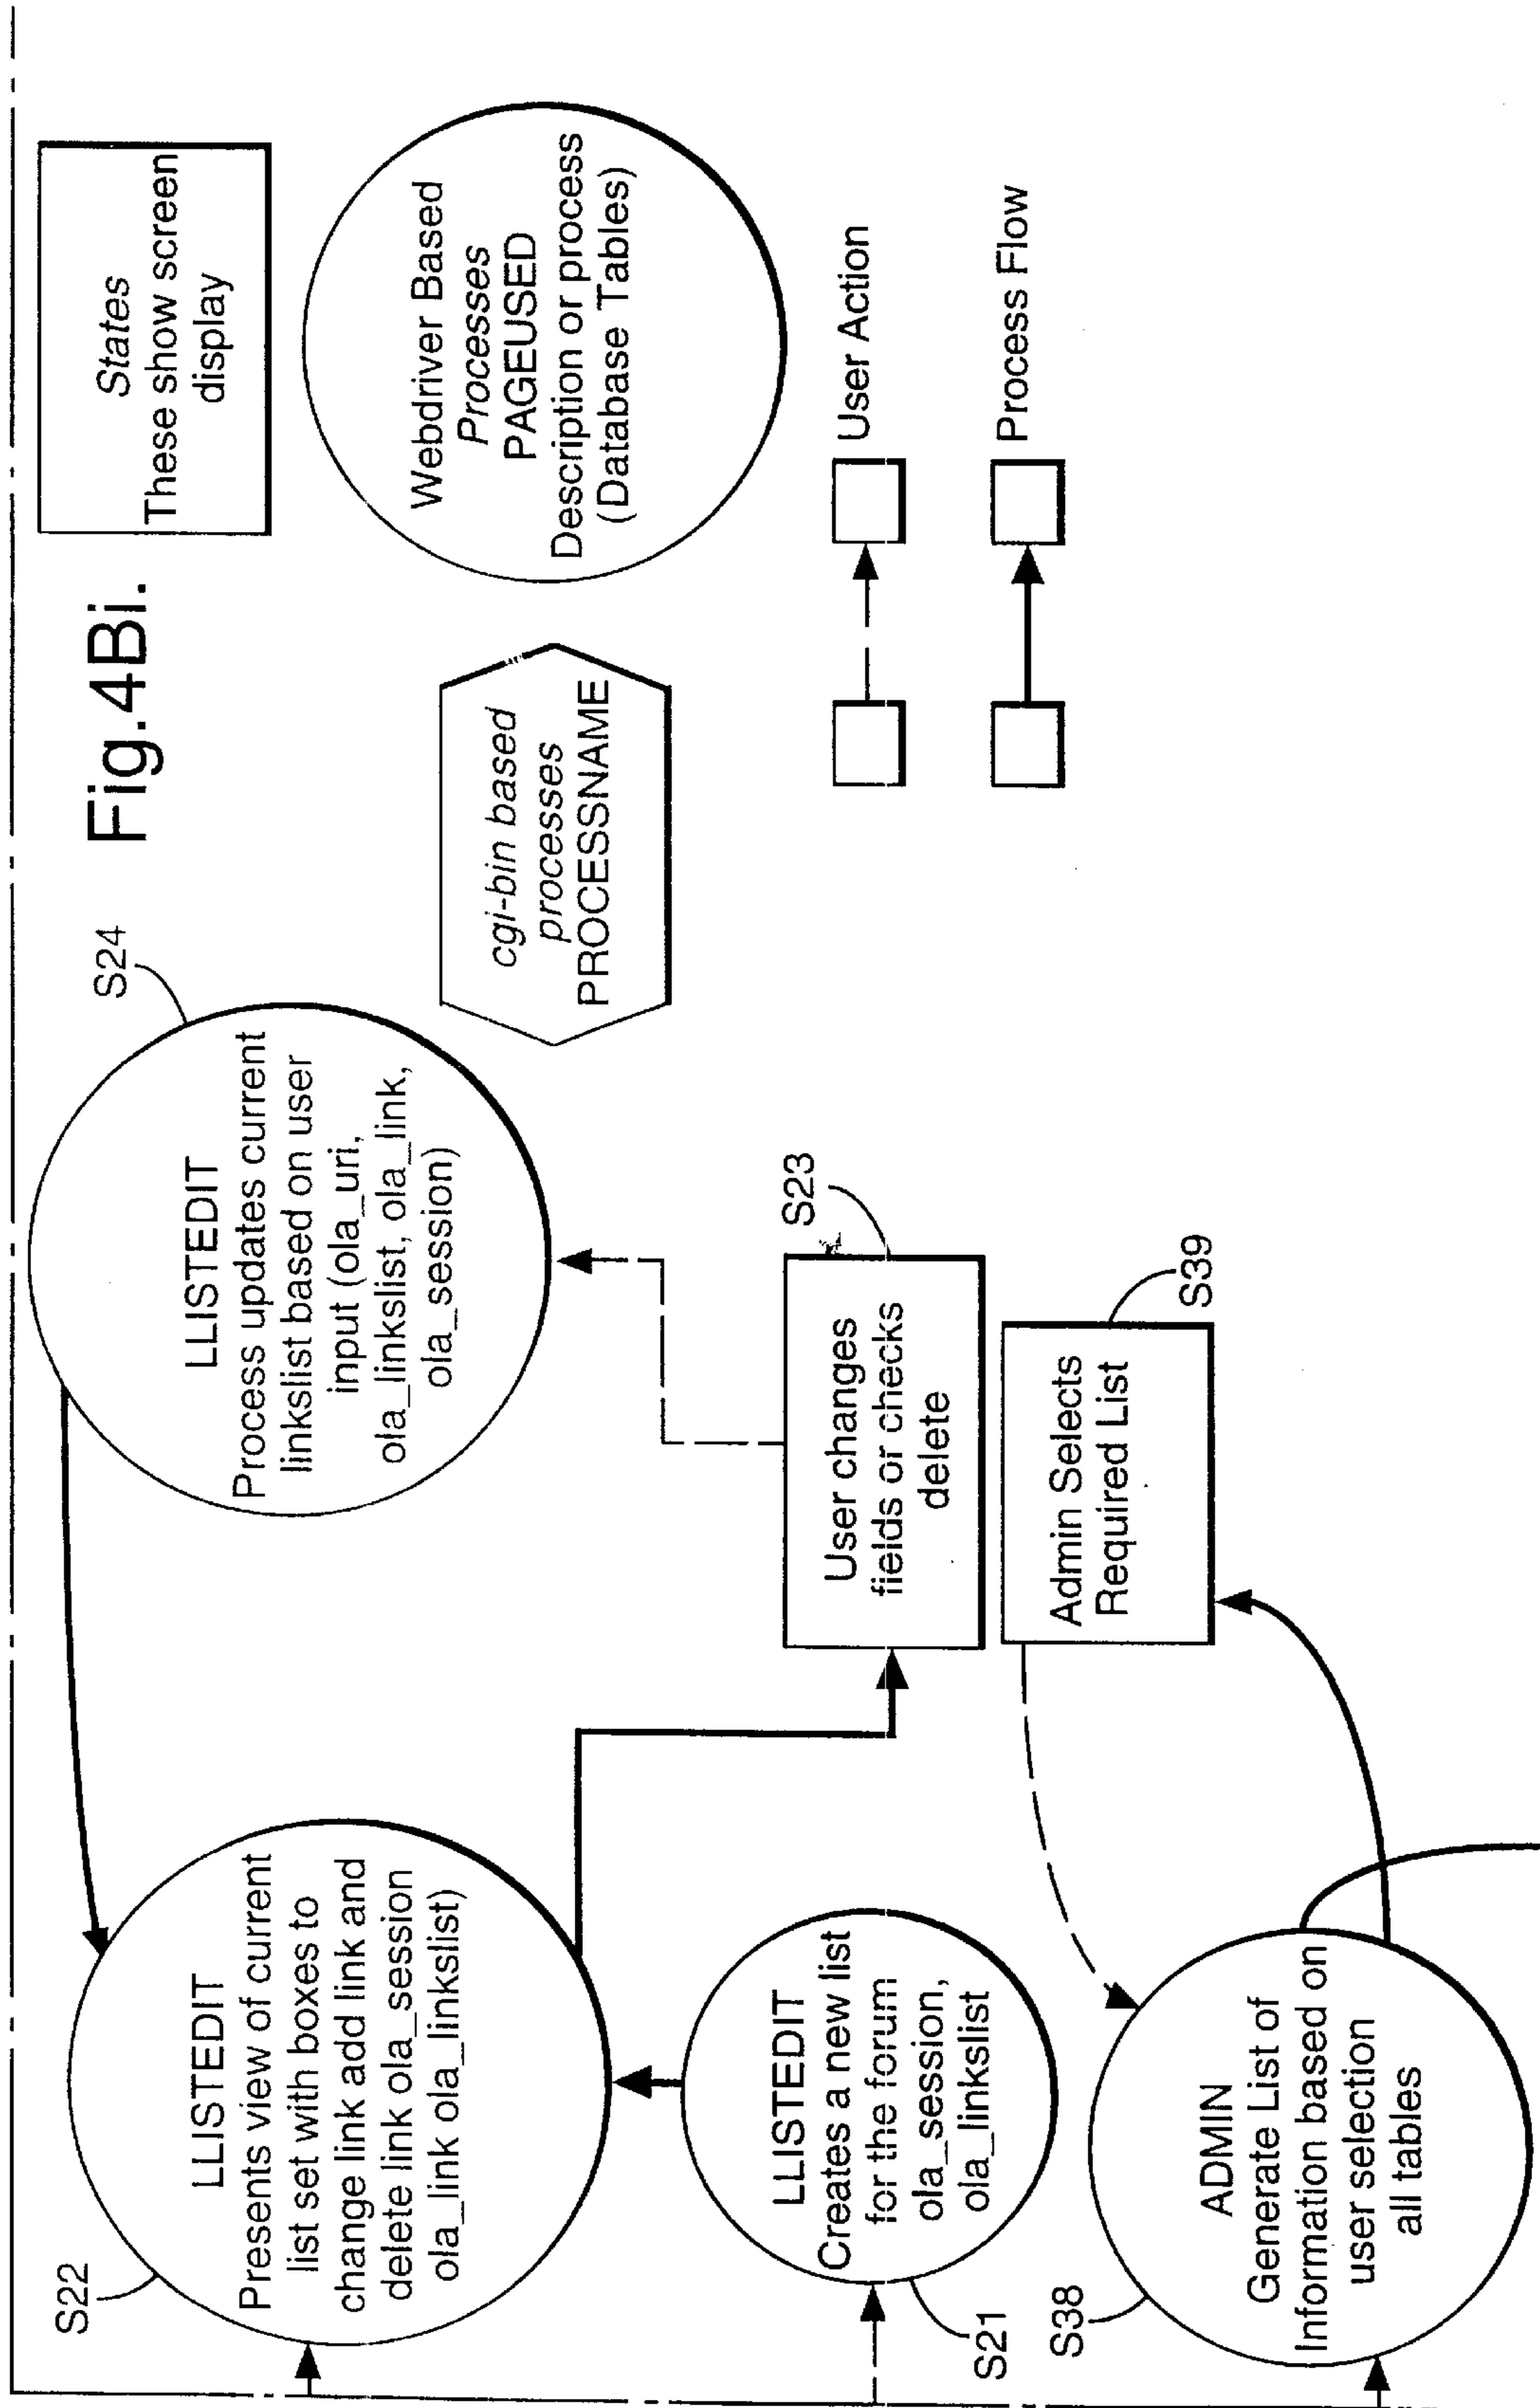 Fig.4Bi.
S22
LLISTEDIT
Presents view of current
list set with boxes to
change link add link and
delete link ola_session
ola_link ola_linkslist)
S24
LLISTEDIT
Process updates current
linkslist based on user
input (ola_uri,
ola_linkslist, ola_link,
ola_session)
States
These show screen
display
cgi-bin based
processes
PROCESSNAME
Webdriver Based
Processes
PAGEUSED
Description or process
(Database Tables)
User Action
Process Flow
LLISTEDIT
Creates a new list
for the forum
ola_session,
ola_linkslist
S21
User changes
fields or checks
delete
S23
Admin Selects
Required List
S39
S38
ADMIN
Generate List of
Information based on
user selection
all tables